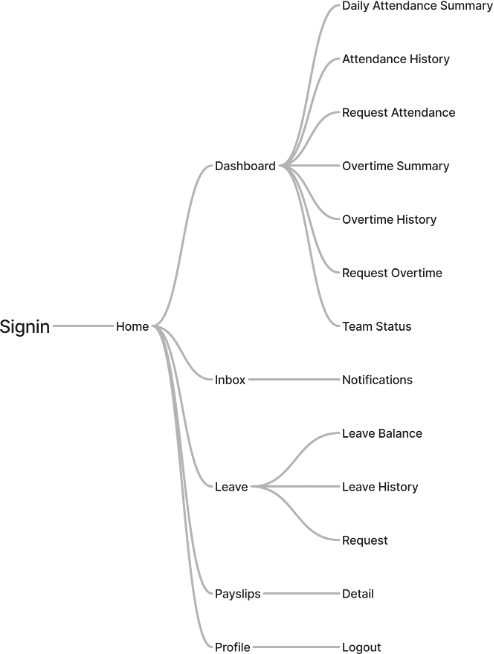 Daily Attendance Summary
Attendance History
Request Attendance
Dashboard
Overtime Summary
Overtime History
Request Overtime
Signin
Home
Team Status
Inbox
Notifications
Leave Balance
Leave
Leave History
Request
Payslips
Detail
Profile
Logout